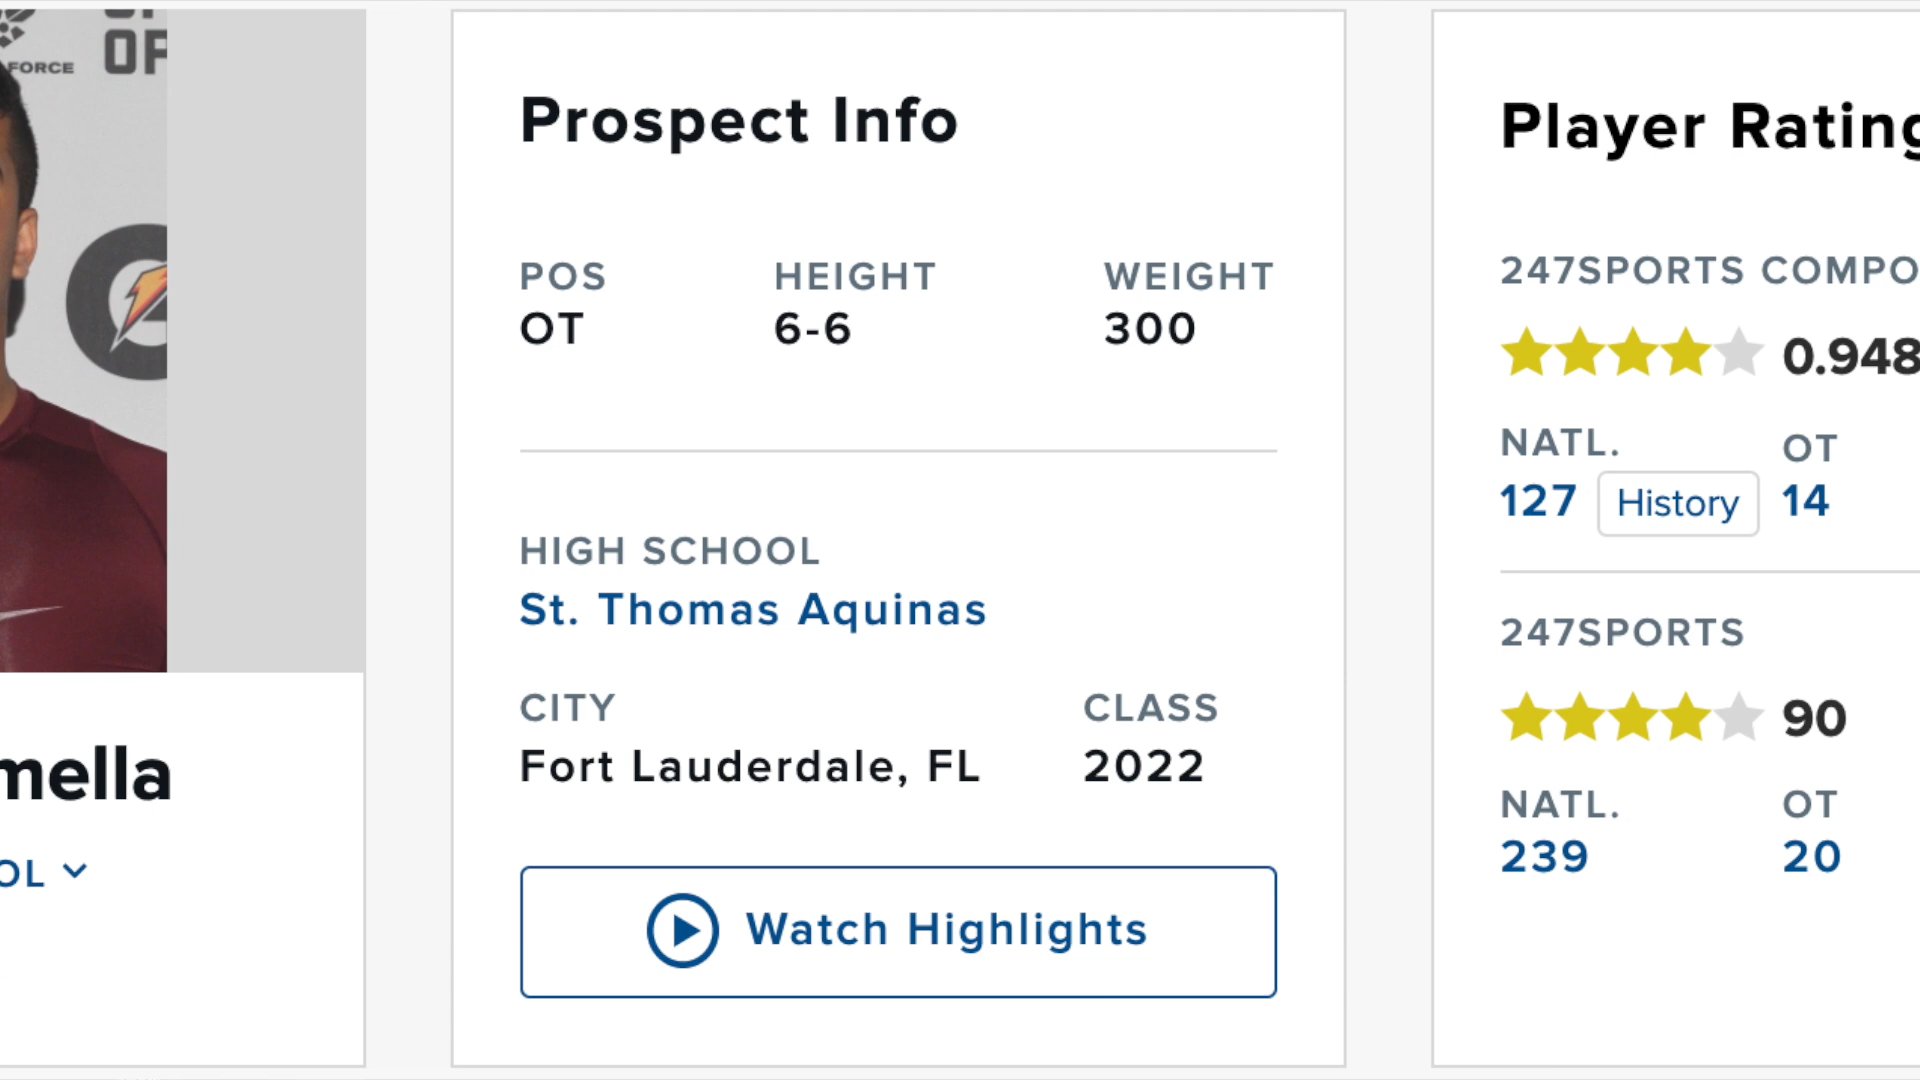 FORCE
OF
mella
OL
Prospect Info
POS
OT
HEIGHT
6-6
WEIGHT
300
HIGH SCHOOL
St. Thomas Aquinas
CITY
Fort Lauderdale, FL
CLASS
2022
Watch Highlights
Player Rating
247SPORTS COMPO
0.948
NATL.
127 History
OT
14
247SPORTS
90
NATL.
239
OT
20